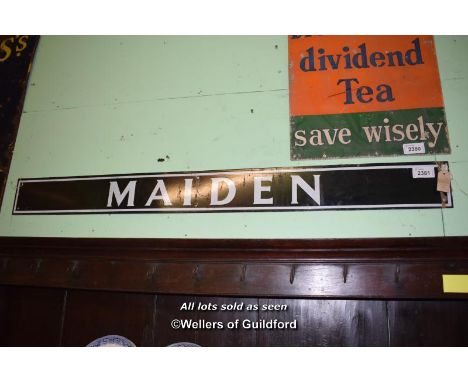 dividend
Tea
save wisely
2380
2381
MAIDEN
All lots sold as seen
©Wellers of Guildford